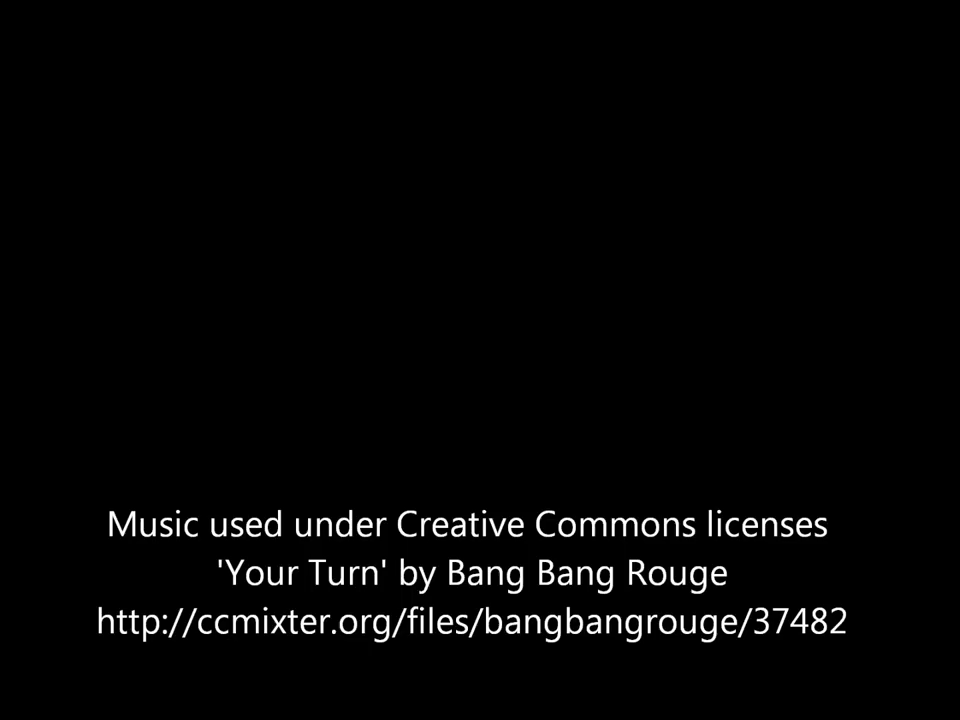 Music used under Creative Commons licenses
'Your Turn' by Bang Bang Rouge
http://ccmixter.org/files/bangbangrouge/37482